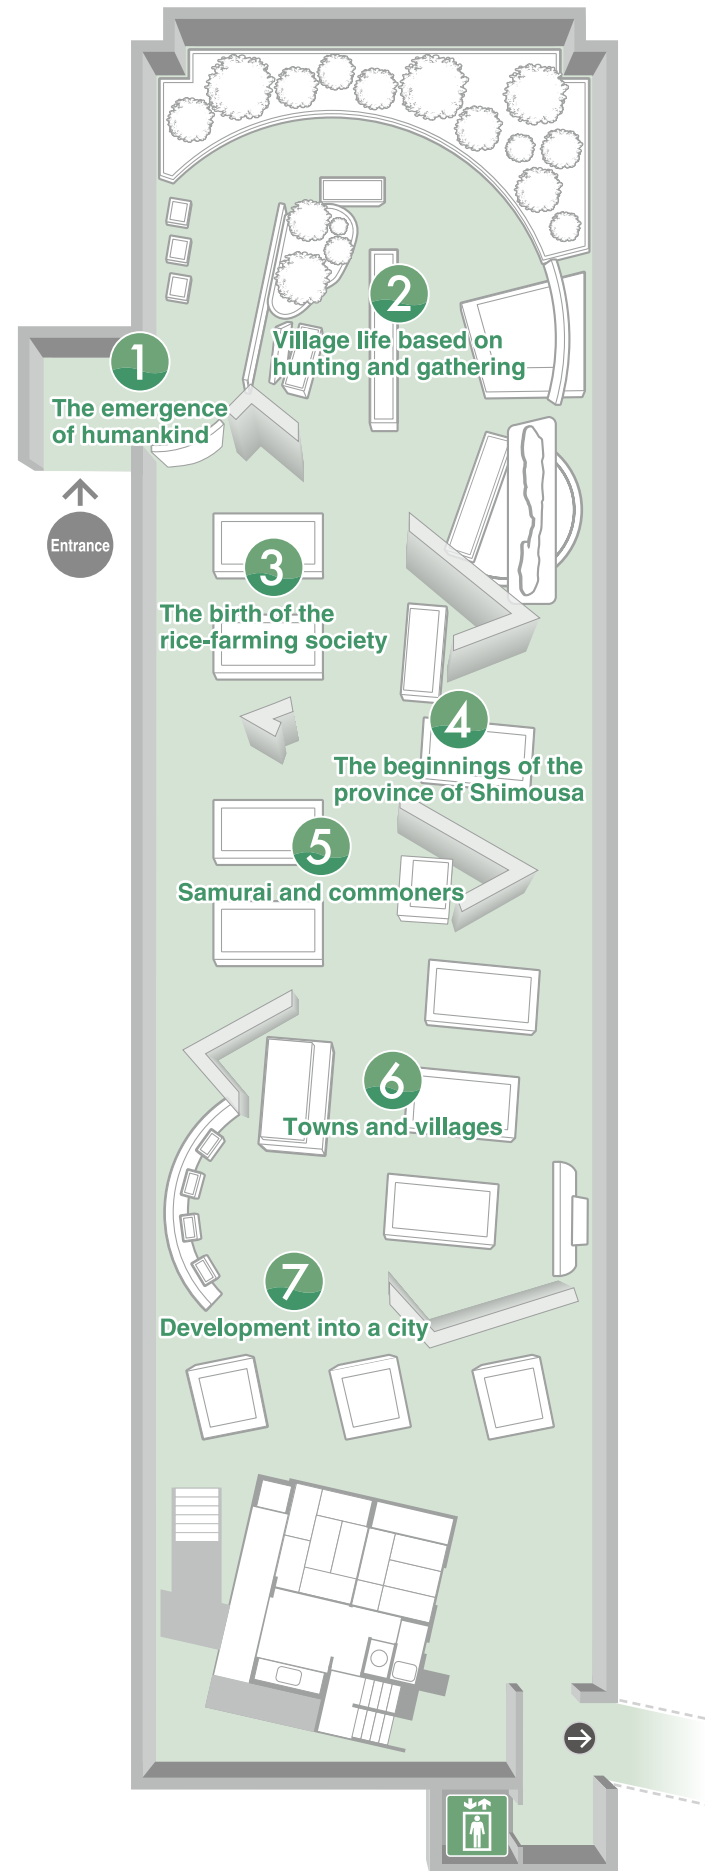 2
Village life based on
hunting and gathering
1
The emergence
of humankind
Entrance
3
The birth of the
rice-farming society
4
The beginnings of the
province of Shimousa
5
Samurai and commoners
6
Towns and villages
7
Development into a city